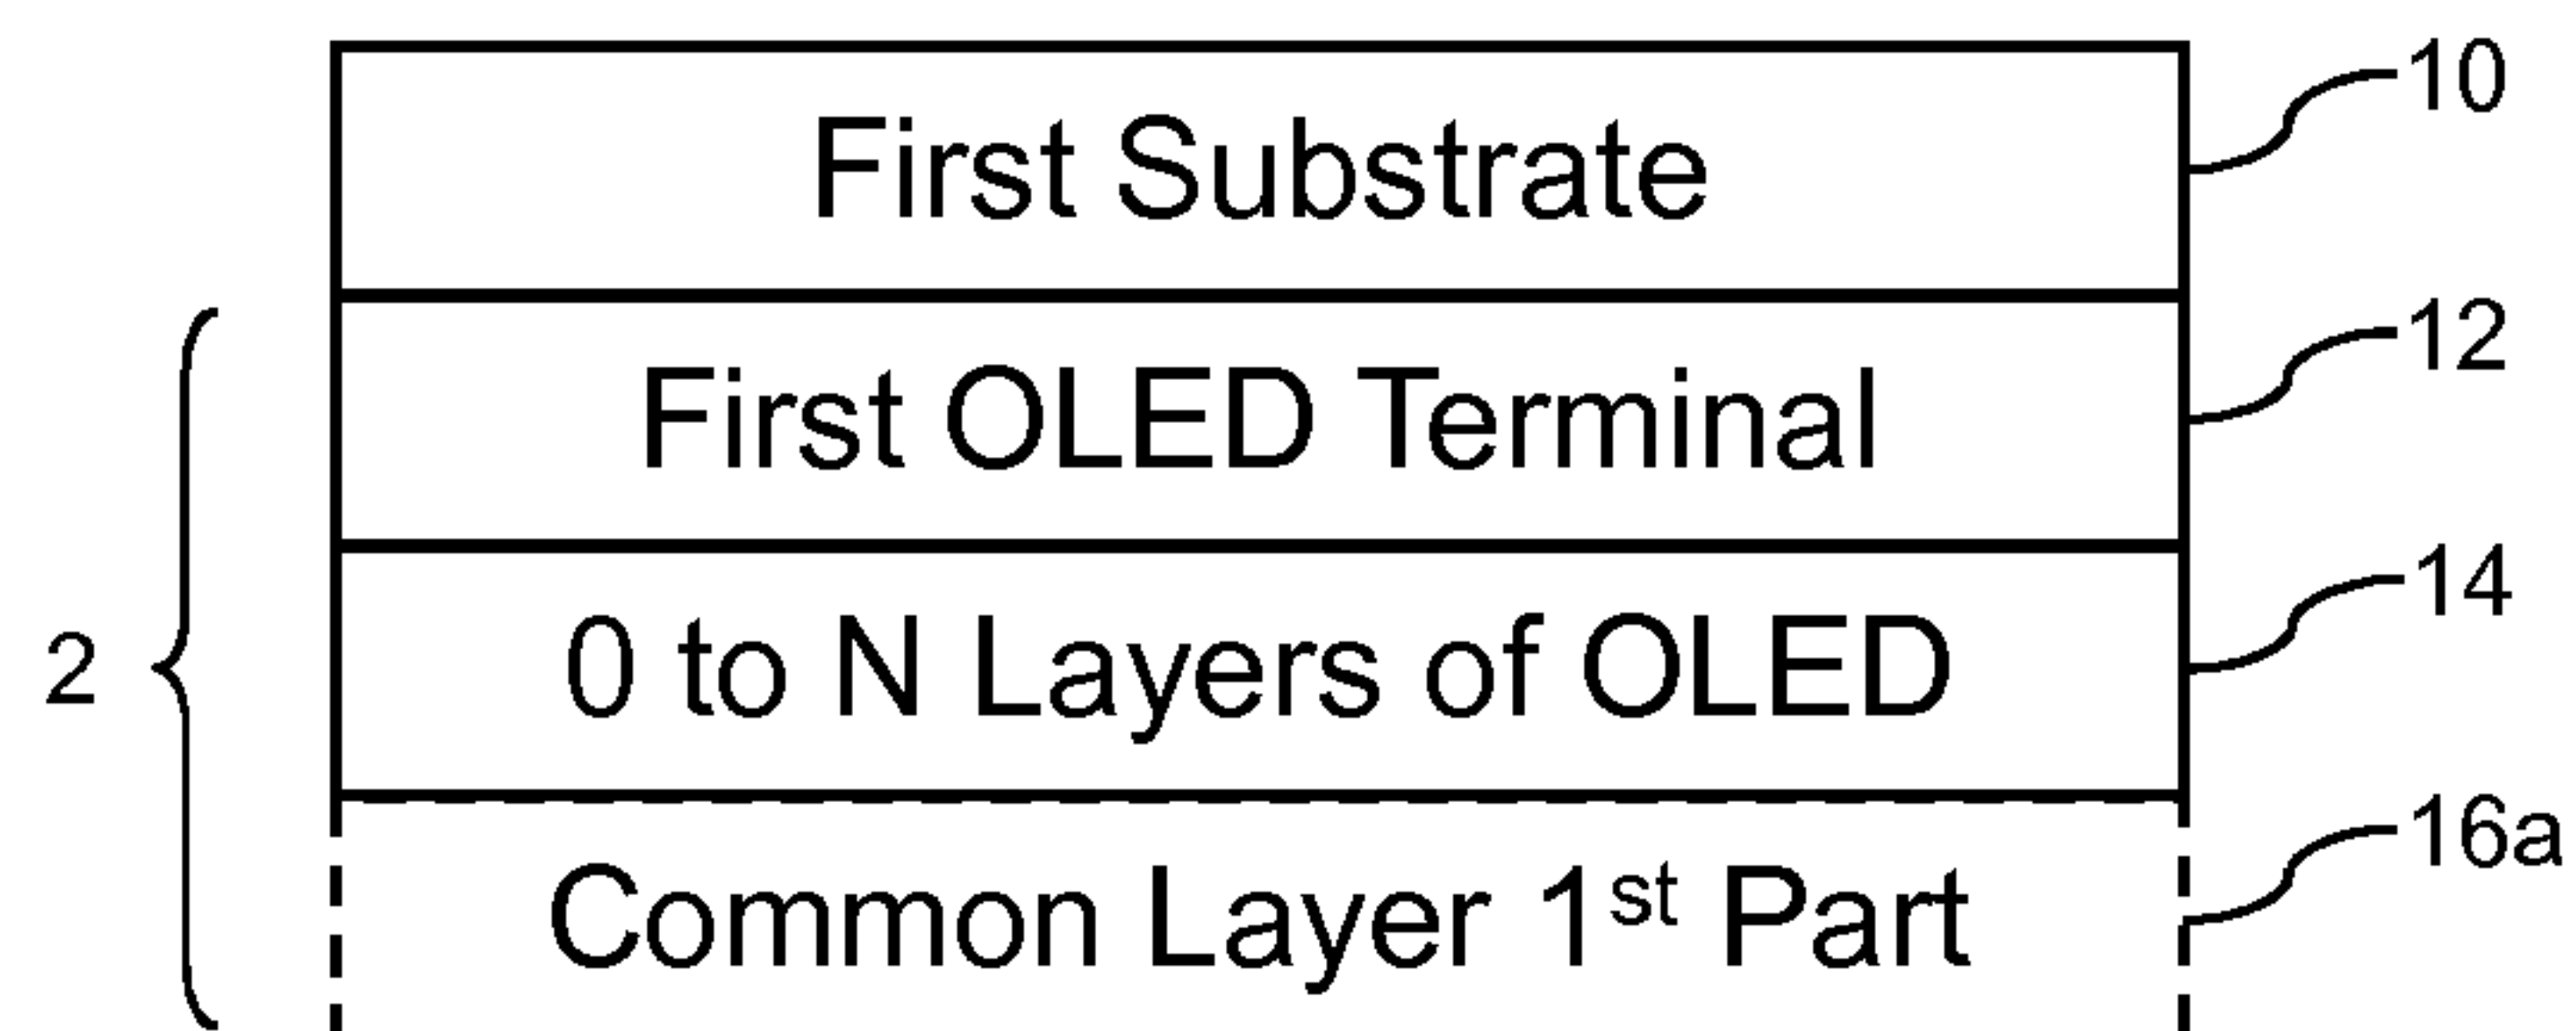 First Substrate 10
First OLED Terminal 12
0 to N Layers of OLED 14
2
Common Layer 1st Part 16a